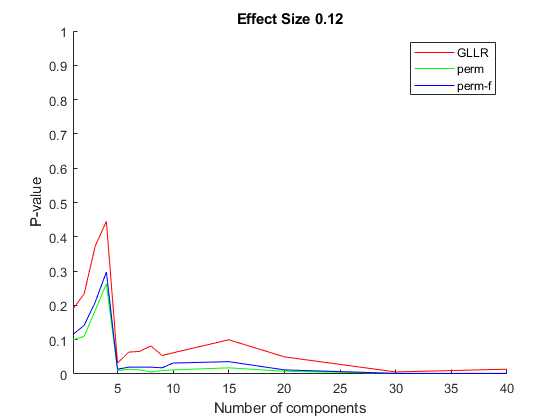 Effect Size 0.12
1
0.9
0.8
0.7
0.6
0.5
0.4
0.3
0.2
0.1
0
P-value
GLLR
perm
perm-f
5 10 15 20 25 30 35 40
Number of components